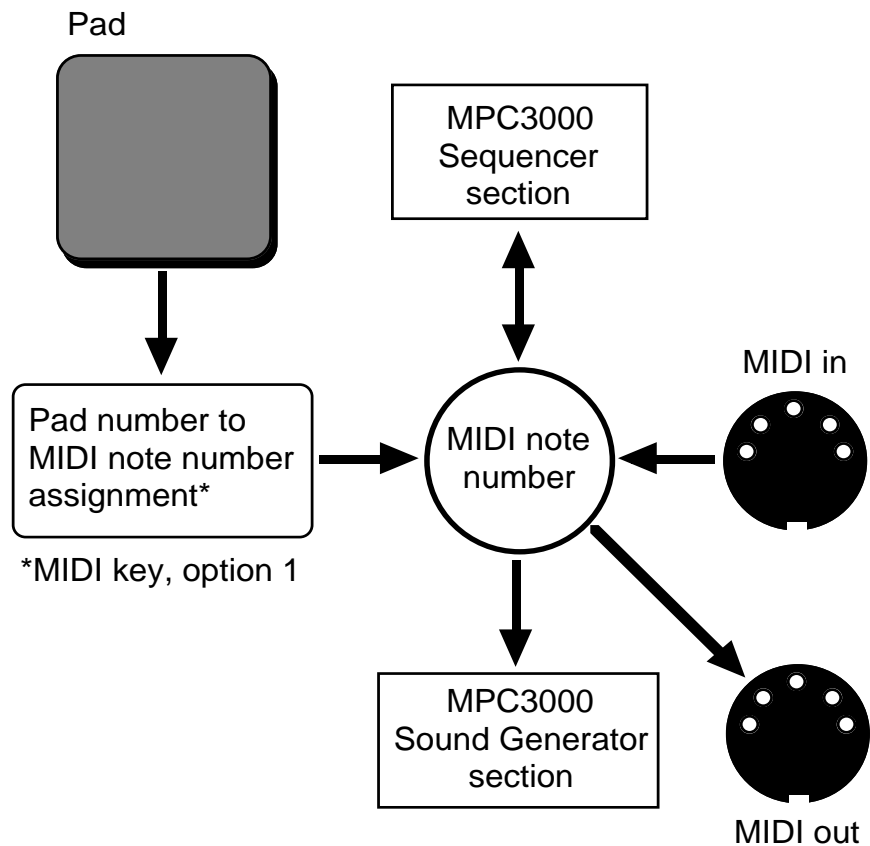 Pad
MPC3000
Sequencer
section
MIDI in
Pad number to
MIDI note number
assignment*
MIDI note
number
*MIDI key, option 1
MPC3000
Sound Generator
section
MIDI out